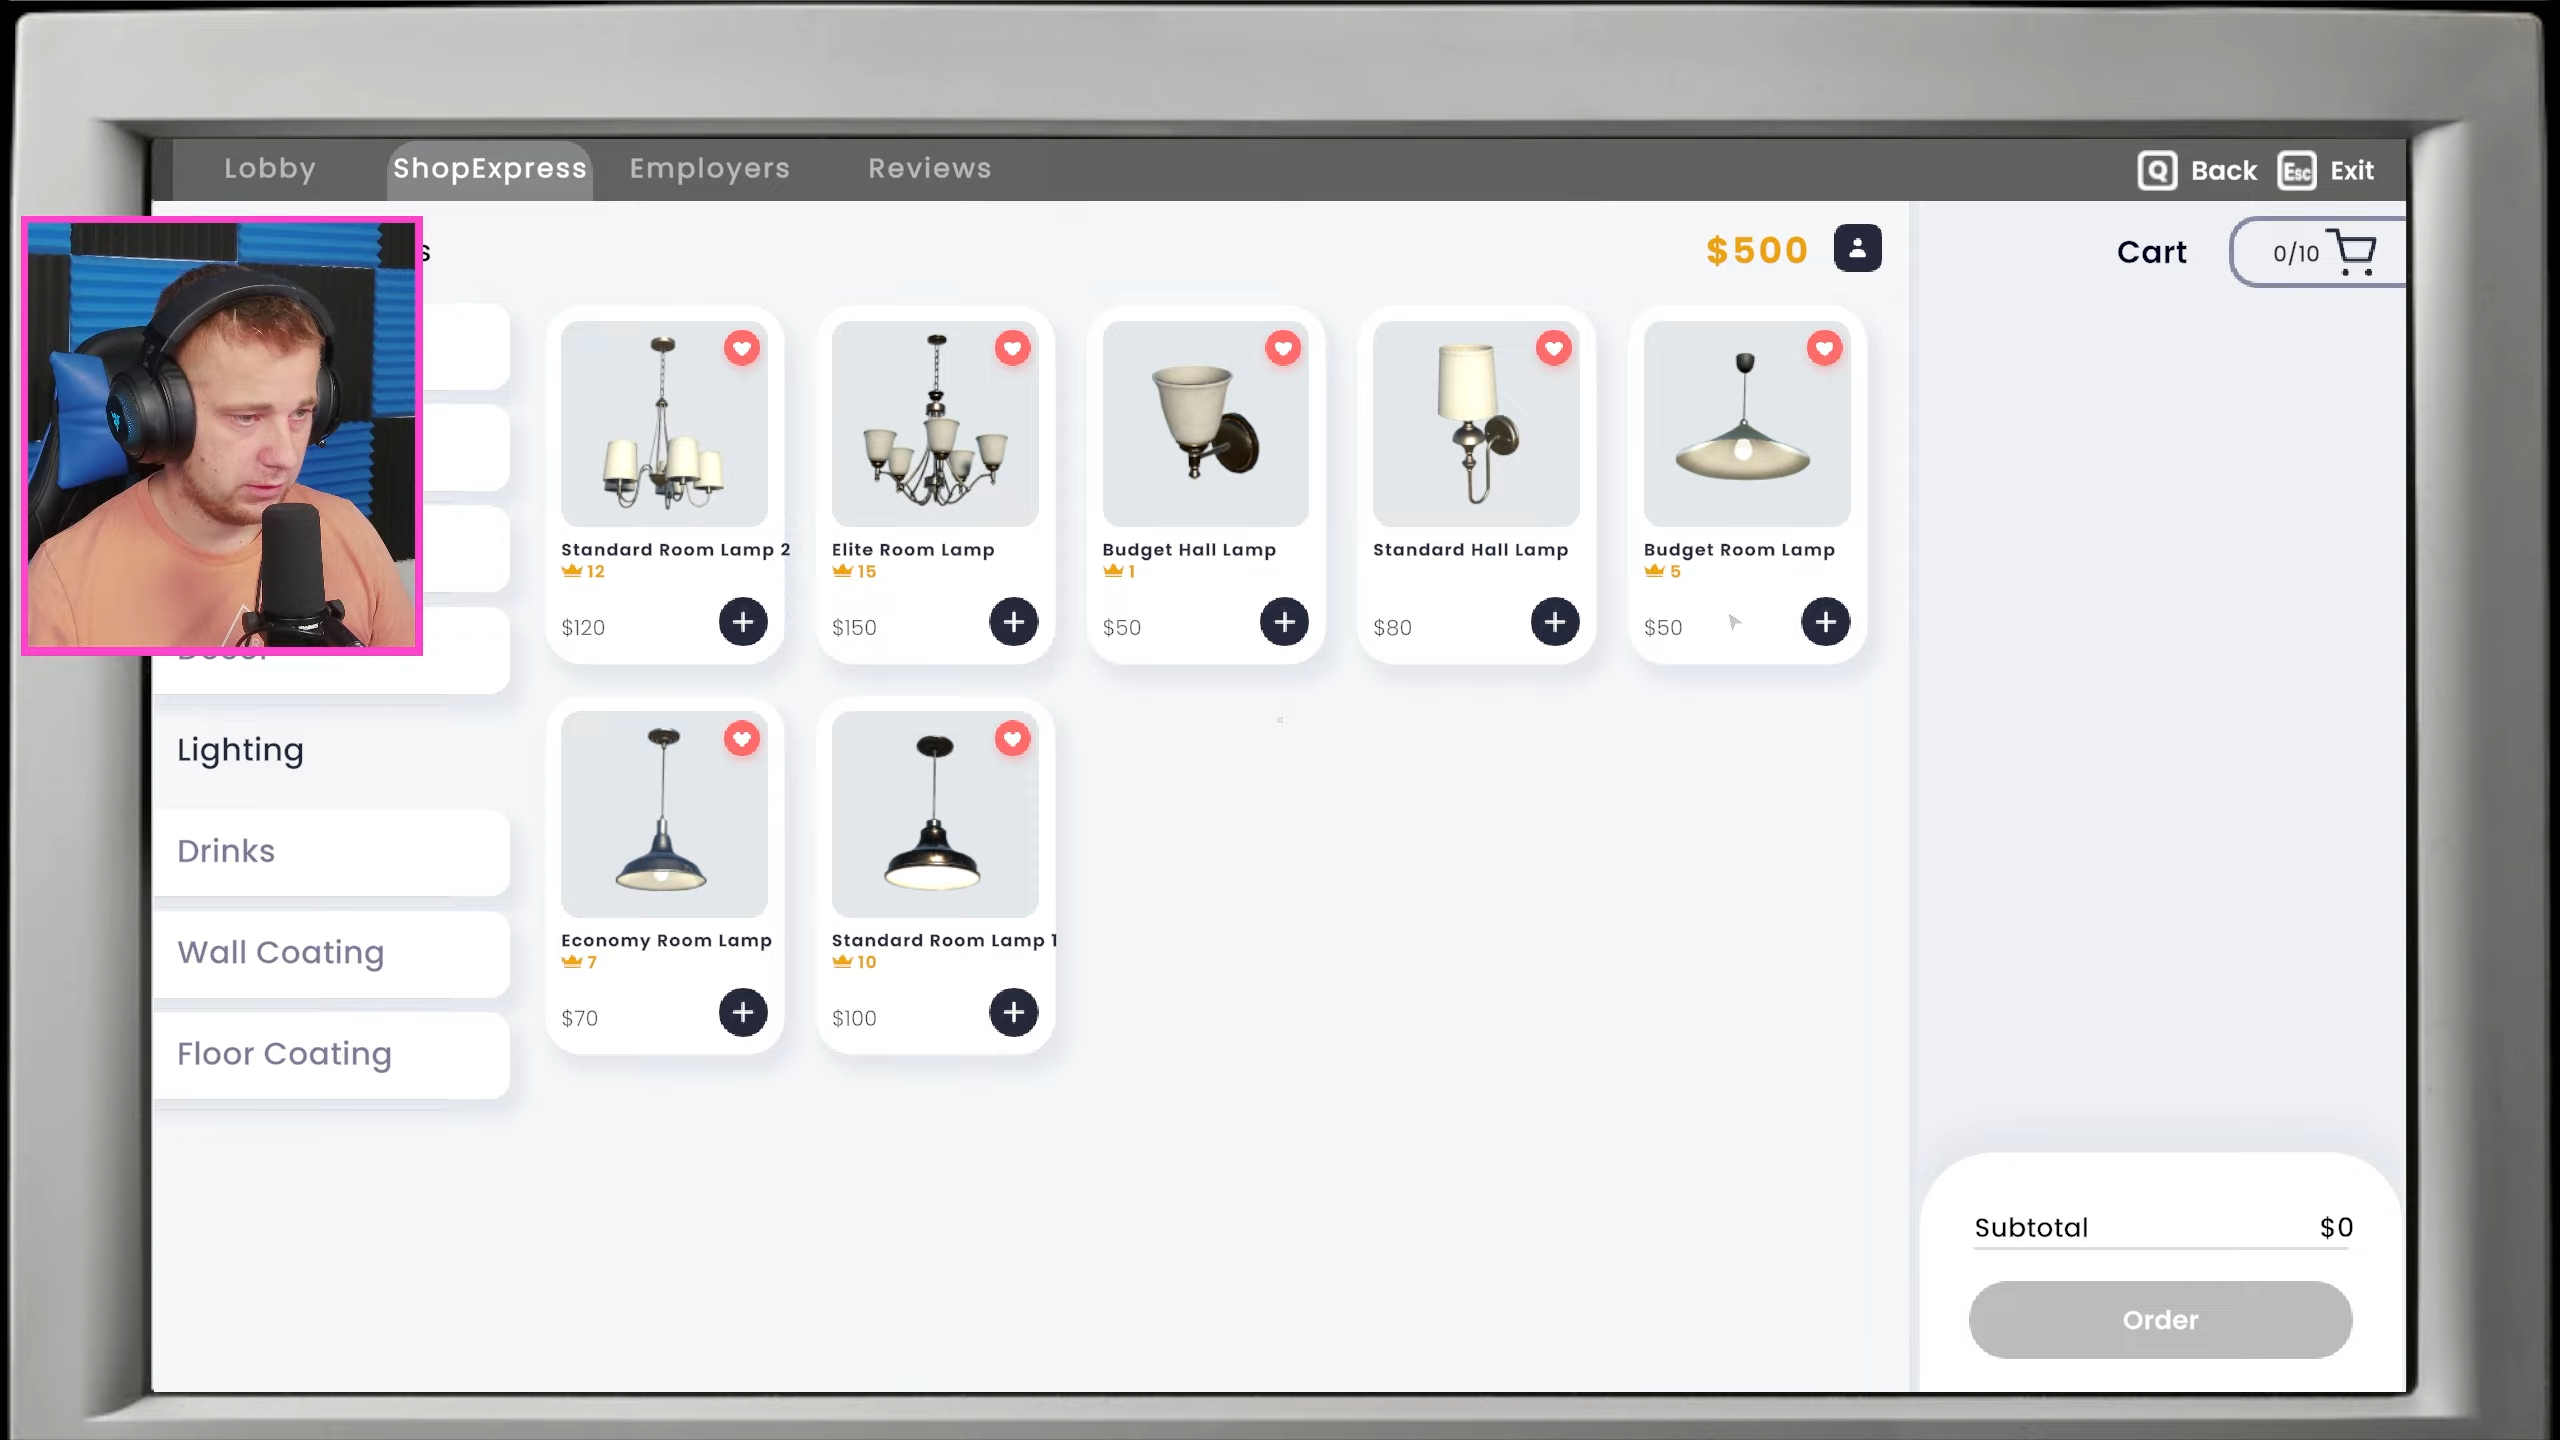 Lobby
ShopExpress
Employers
Reviews
Q Back
Esc Exit
$500
Cart
0/10
Standard Room Lamp 2
12
$120
Elite Room Lamp
15
$150
Budget Hall Lamp
1
$50
Standard Hall Lamp
$80
Budget Room Lamp
5
$50
Lighting
Drinks
Wall Coating
Floor Coating
Economy Room Lamp
7
$70
Standard Room Lamp 1
10
$100
Subtotal
$0
Order